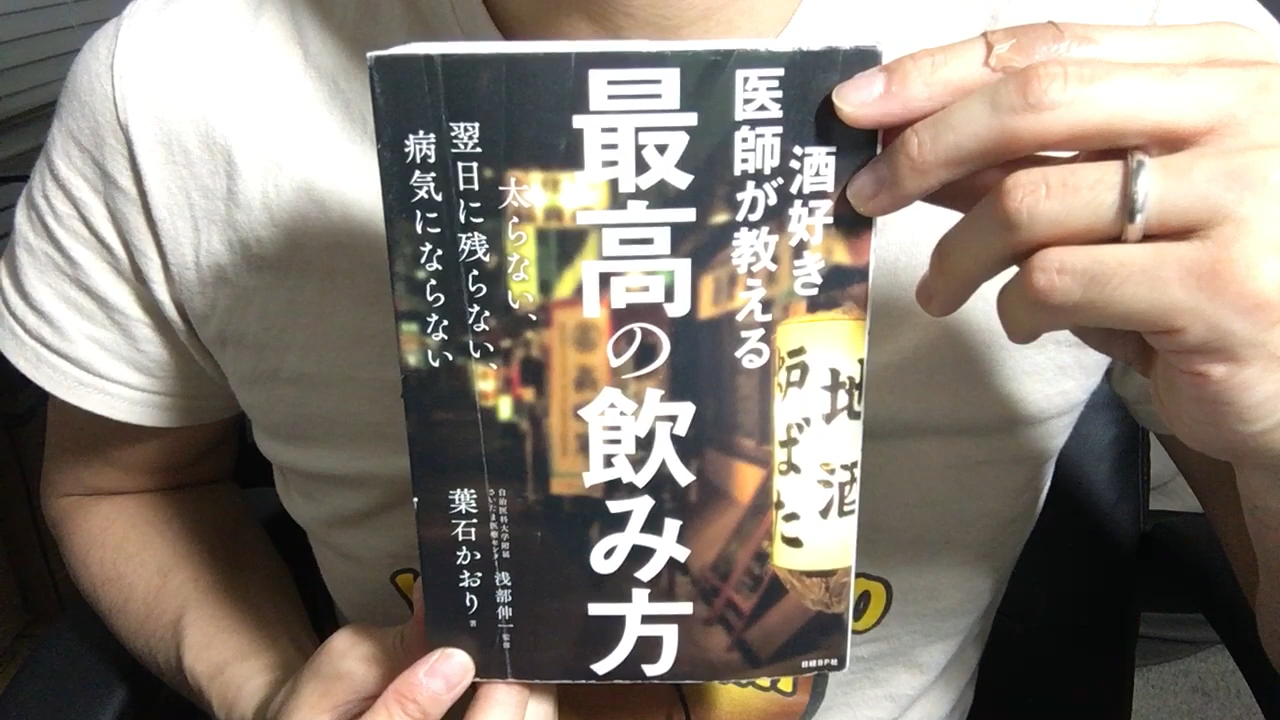 酒好き
医師が教える
最高の飲み方
太らない、
翌日に残らない、
病気にならない
自治医科大学附属
さいたま医療センター
浅部伸一 監修
葉石かおり 著
地酒
炉ばた
日経BP社